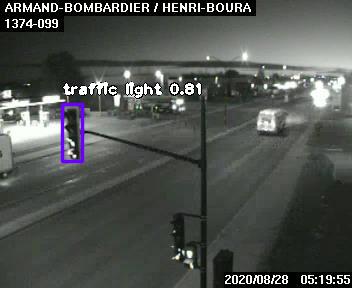 ARMAND-BOMBARDIER / HENRI-BOURA
1374-099
traffic light 0.81
2020/08/28 05:19:55